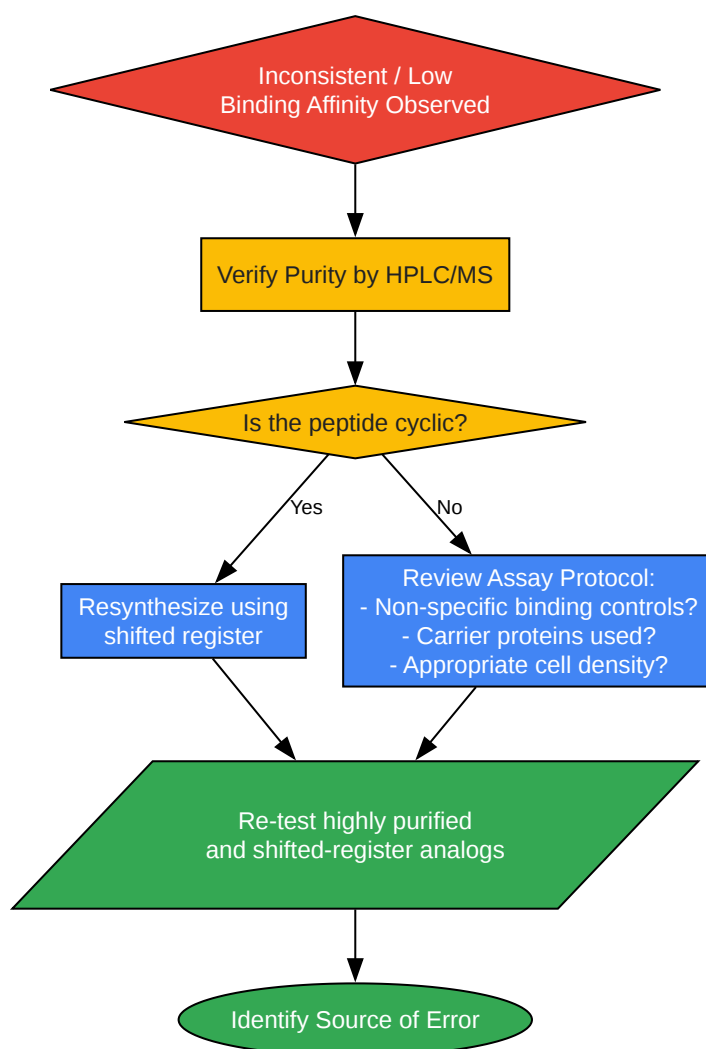 Inconsistent / Low
Binding Affinity Observed
Verify Purity by HPLC/MS
Is the peptide cyclic?
Yes
No
Resynthesize using
shifted register
Review Assay Protocol:
- Non-specific binding controls?
- Carrier proteins used?
- Appropriate cell density?
Re-test highly purified
and shifted-register analogs
Identify Source of Error